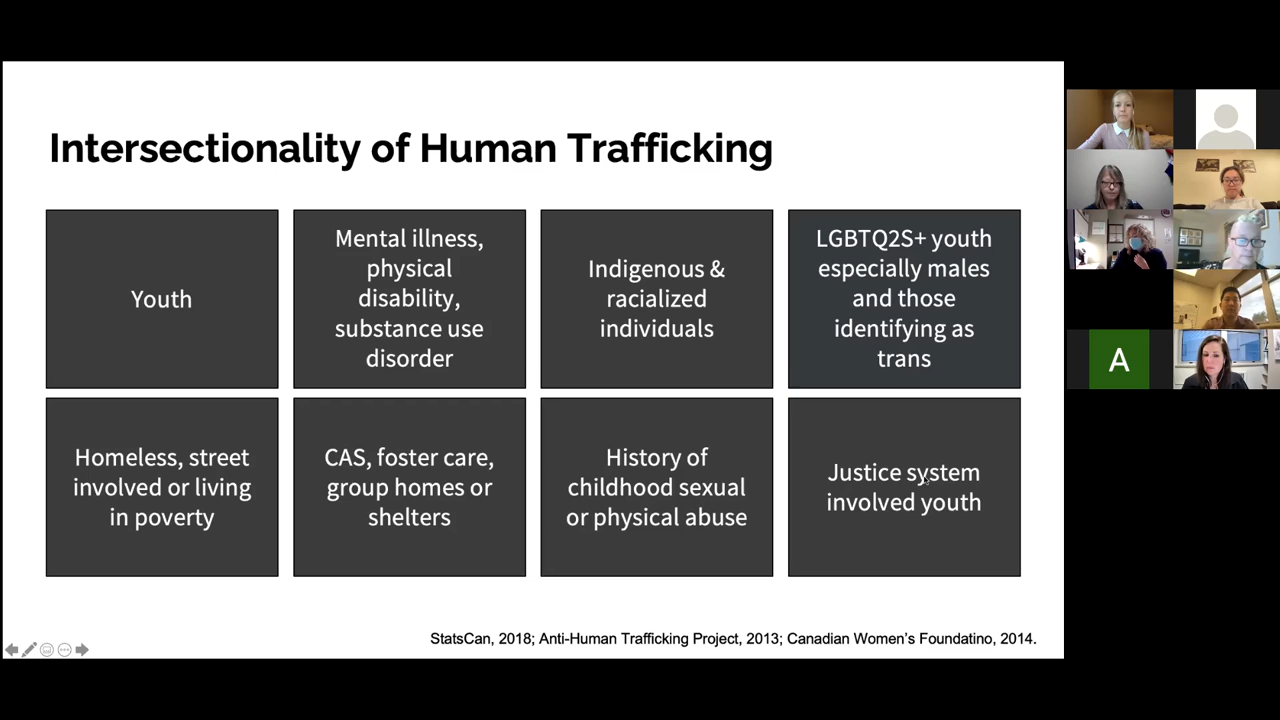 Intersectionality of Human Trafficking
Youth
Mental illness,
physical
disability,
substance use
disorder
Indigenous &
racialized
individuals
LGBTQ2S+ youth
especially males
and those
identifying as
trans
Homeless, street
involved or living
in poverty
CAS, foster care,
group homes or
shelters
History of
childhood sexual
or physical abuse
Justice system
involved youth
StatsCan, 2018; Anti-Human Trafficking Project, 2013; Canadian Women's Foundatino, 2014.
A